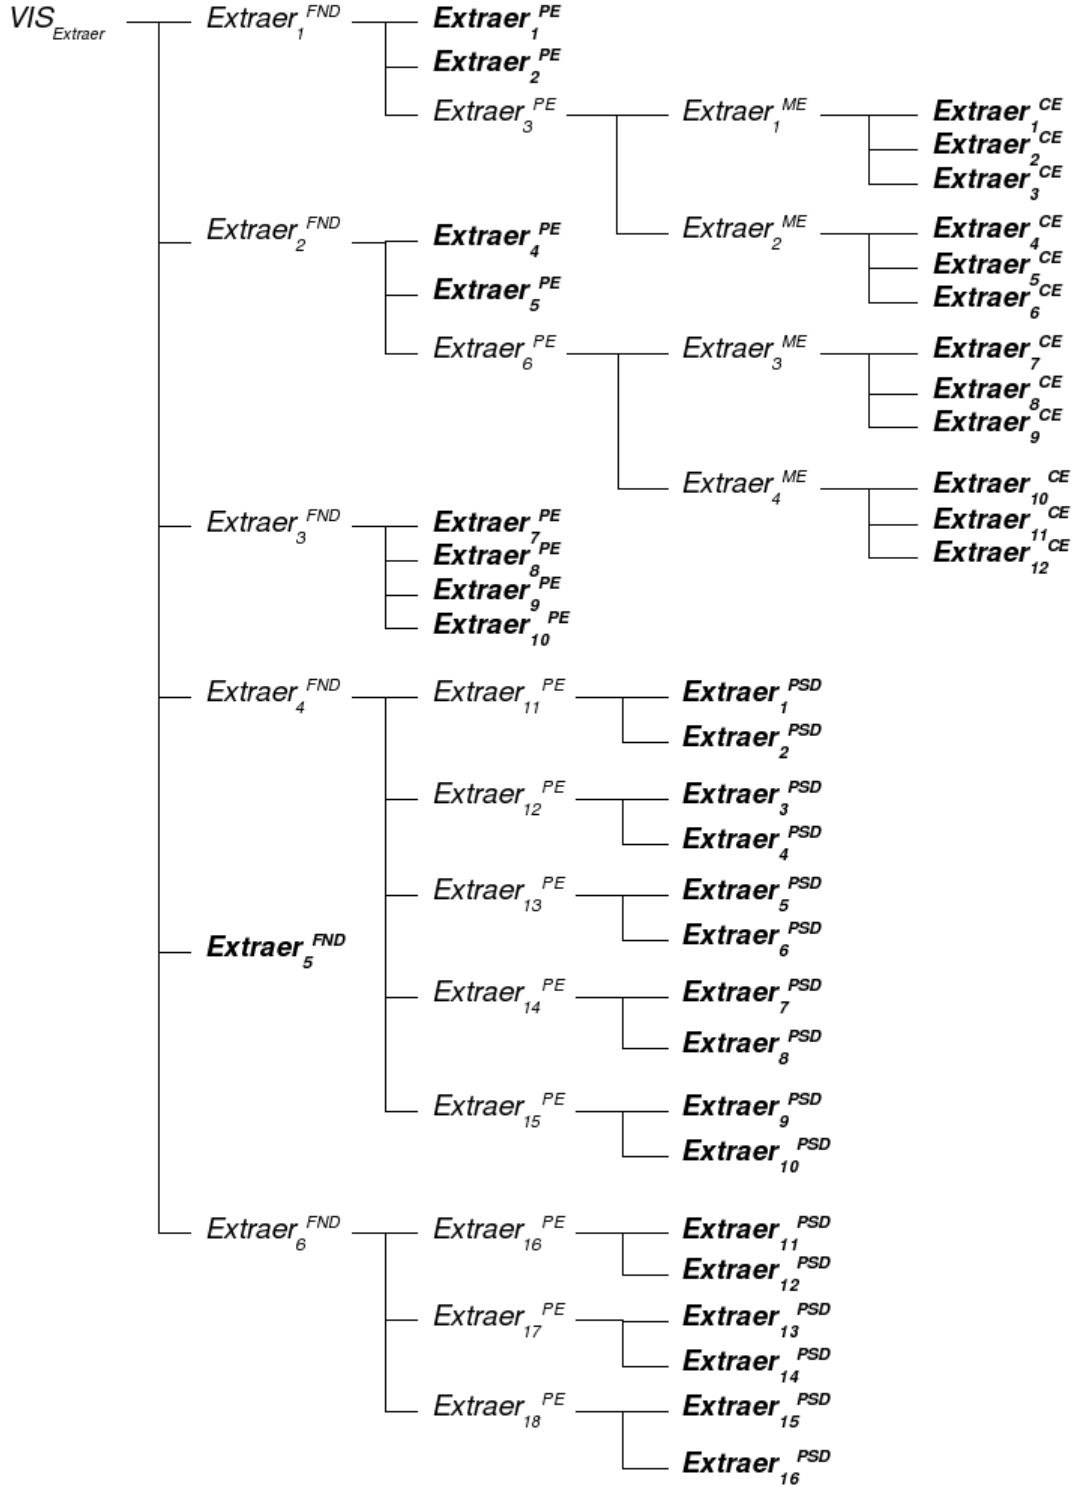 VIS_Extraer Extraer_1^FND Extraer_1^PE
Extraer_2^PE
Extraer_3^PE Extraer_1^ME Extraer_1^CE
Extraer_2^CE
Extraer_3^CE
Extraer_2^FND Extraer_4^PE Extraer_2^ME Extraer_4^CE
Extraer_5^CE
Extraer_5^PE Extraer_6^CE
Extraer_6^PE Extraer_3^ME Extraer_7^CE
Extraer_8^CE
Extraer_9^CE
Extraer_4^ME Extraer_10^CE
Extraer_3^FND Extraer_7^PE Extraer_11^CE
Extraer_8^PE Extraer_12^CE
Extraer_9^PE
Extraer_10^PE
Extraer_4^FND Extraer_11^PE Extraer_1^PSD
Extraer_2^PSD
Extraer_12^PE Extraer_3^PSD
Extraer_4^PSD
Extraer_13^PE Extraer_5^PSD
Extraer_5^FND Extraer_6^PSD
Extraer_14^PE Extraer_7^PSD
Extraer_8^PSD
Extraer_15^PE Extraer_9^PSD
Extraer_10^PSD
Extraer_6^FND Extraer_16^PE Extraer_11^PSD
Extraer_12^PSD
Extraer_17^PE Extraer_13^PSD
Extraer_14^PSD
Extraer_18^PE Extraer_15^PSD
Extraer_16^PSD